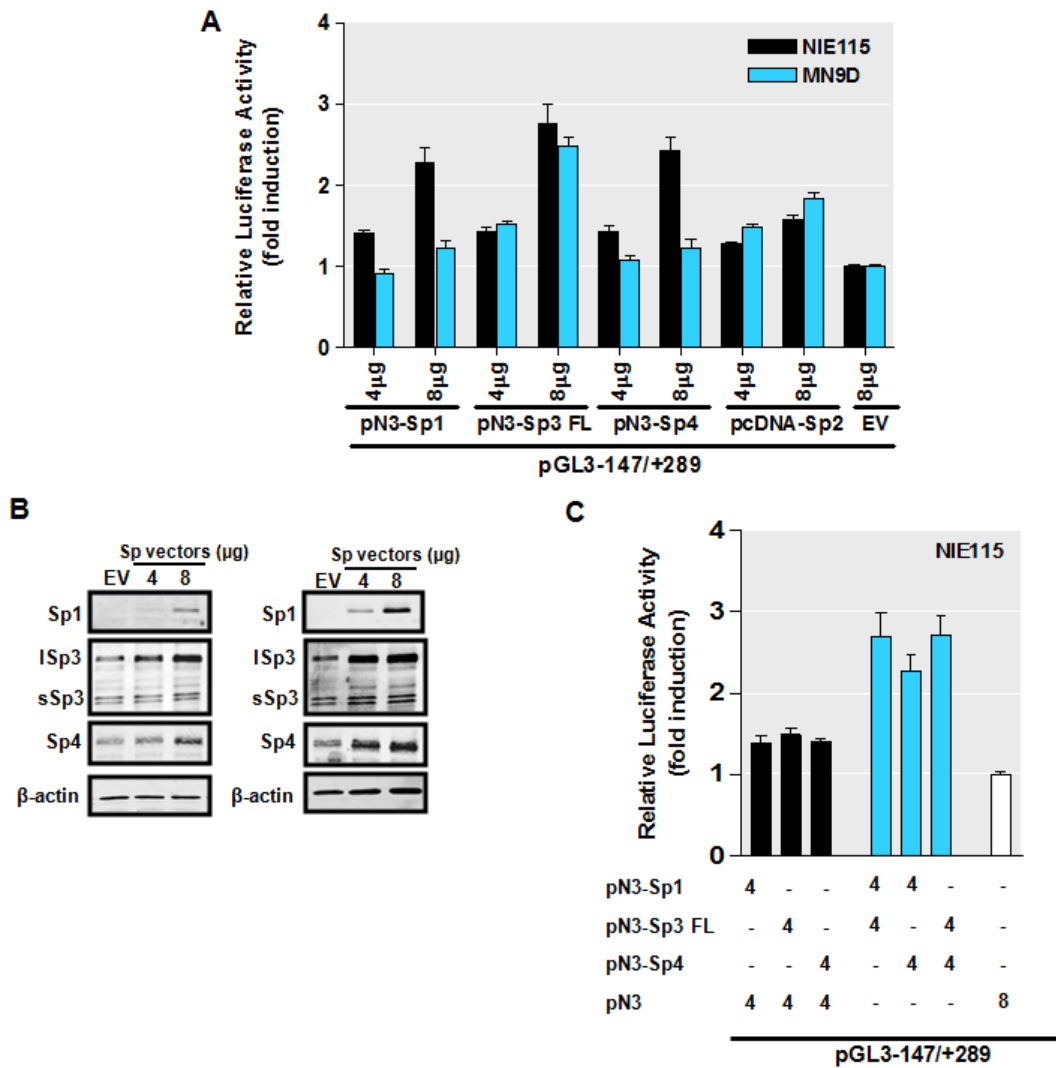 A
Relative Luciferase Activity
(fold induction)
4
3
2
1
0
NIE115
MN9D
4µg 8µg 4µg 8µg 4µg 8µg 4µg 8µg 8µg
pN3-Sp1 pN3-Sp3 FL pN3-Sp4 pcDNA-Sp2 EV
pGL3-147/+289
B
Sp vectors (µg)
EV 4 8
Sp1
lSp3
sSp3
Sp4
β-actin
Sp vectors (µg)
EV 4 8
Sp1
lSp3
sSp3
Sp4
β-actin
C
Relative Luciferase Activity
(fold induction)
4
3
2
1
0
NIE115
pN3-Sp1 4 - - 4 4 - -
pN3-Sp3 FL - 4 - 4 - 4 -
pN3-Sp4 - - 4 - 4 4 -
pN3 4 4 4 - - - 8
pGL3-147/+289